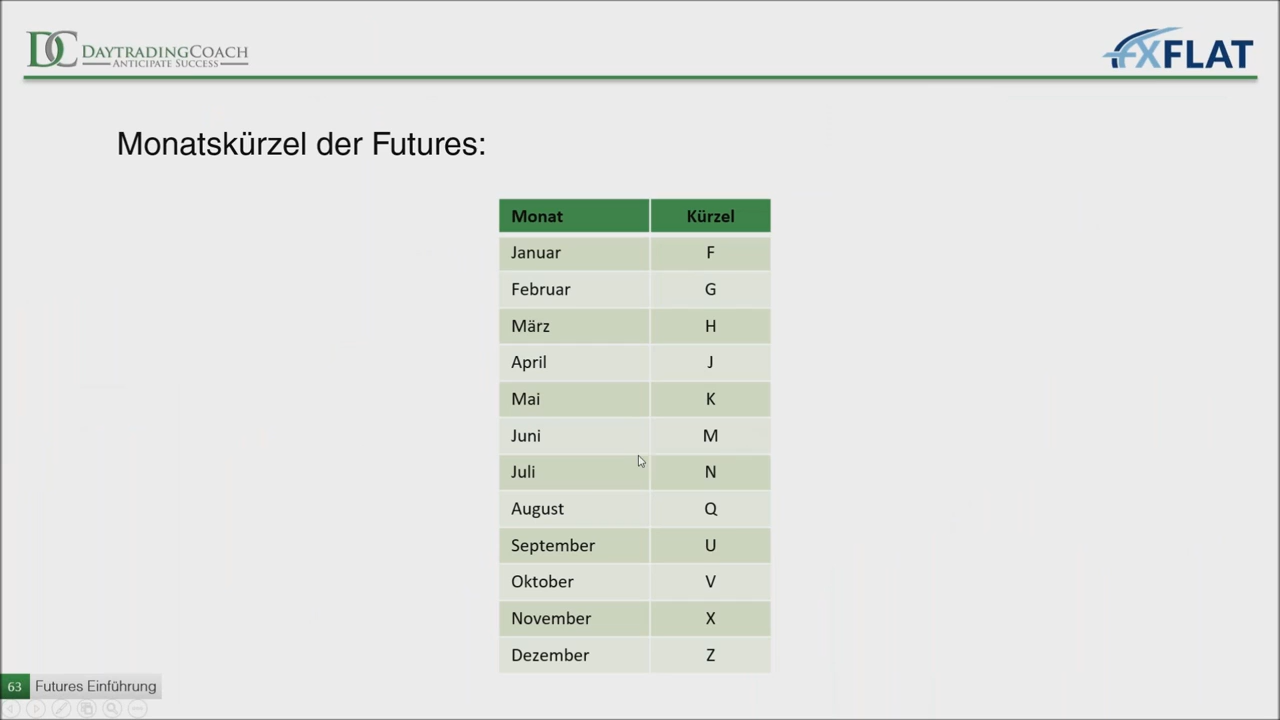 DC DAYTRADINGCOACH
ANTICIPATE SUCCESS
FXFLAT
Monatskürzel der Futures:
Monat Kürzel
Januar F
Februar G
März H
April J
Mai K
Juni M
Juli N
August Q
September U
Oktober V
November X
Dezember Z
63 Futures Einführung